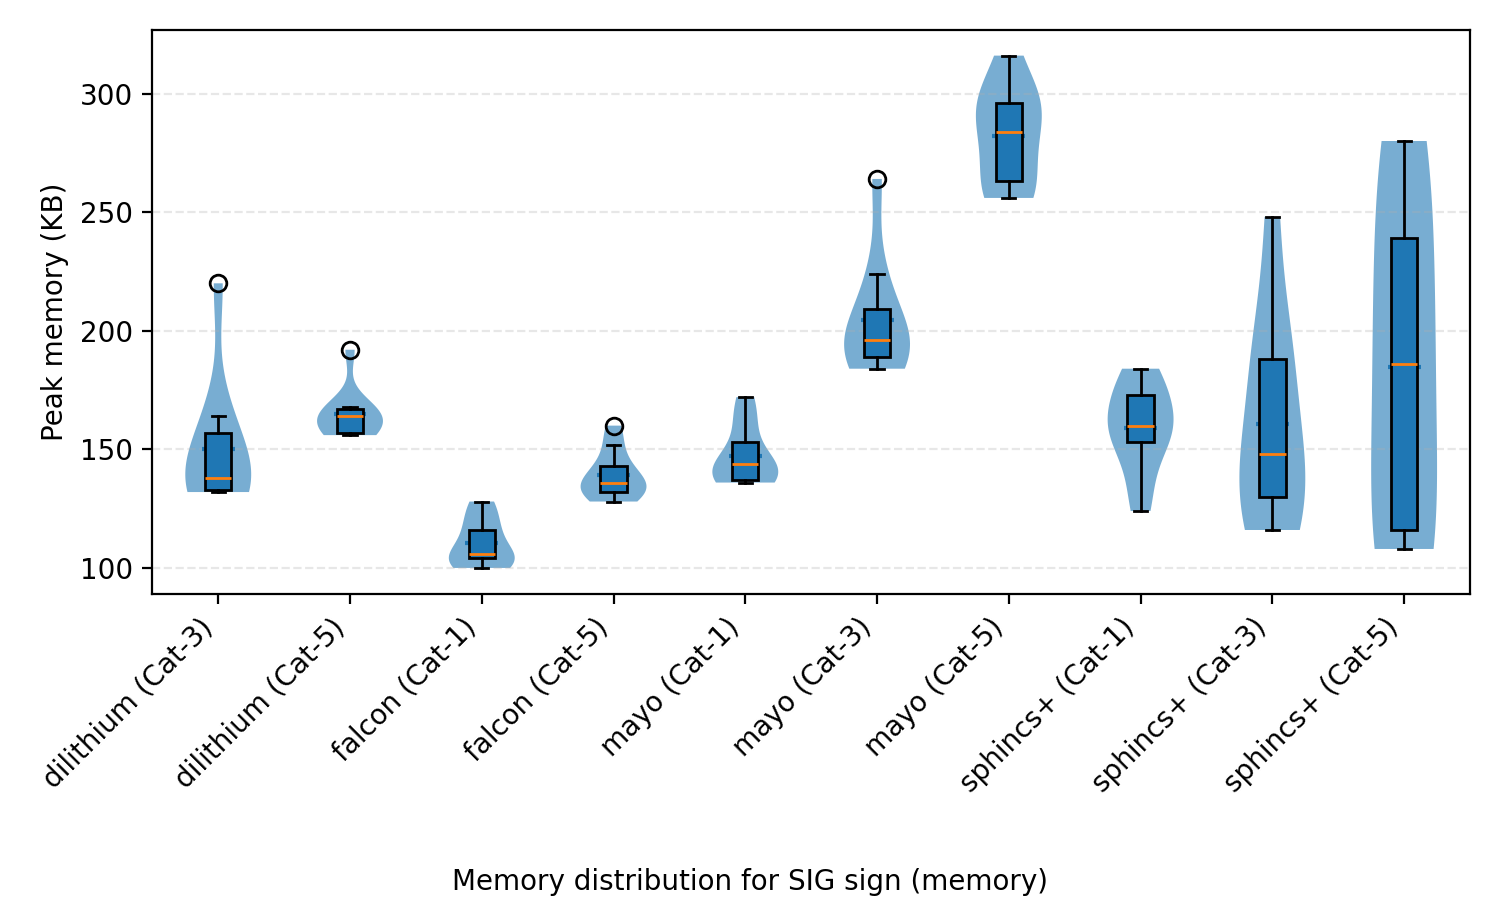 Peak memory (KB)
300
250
200
150
100
dilithium (Cat-3)
dilithium (Cat-5)
falcon (Cat-1)
falcon (Cat-5)
mayo (Cat-1)
mayo (Cat-3)
mayo (Cat-5)
sphincs+ (Cat-1)
sphincs+ (Cat-3)
sphincs+ (Cat-5)
Memory distribution for SIG sign (memory)